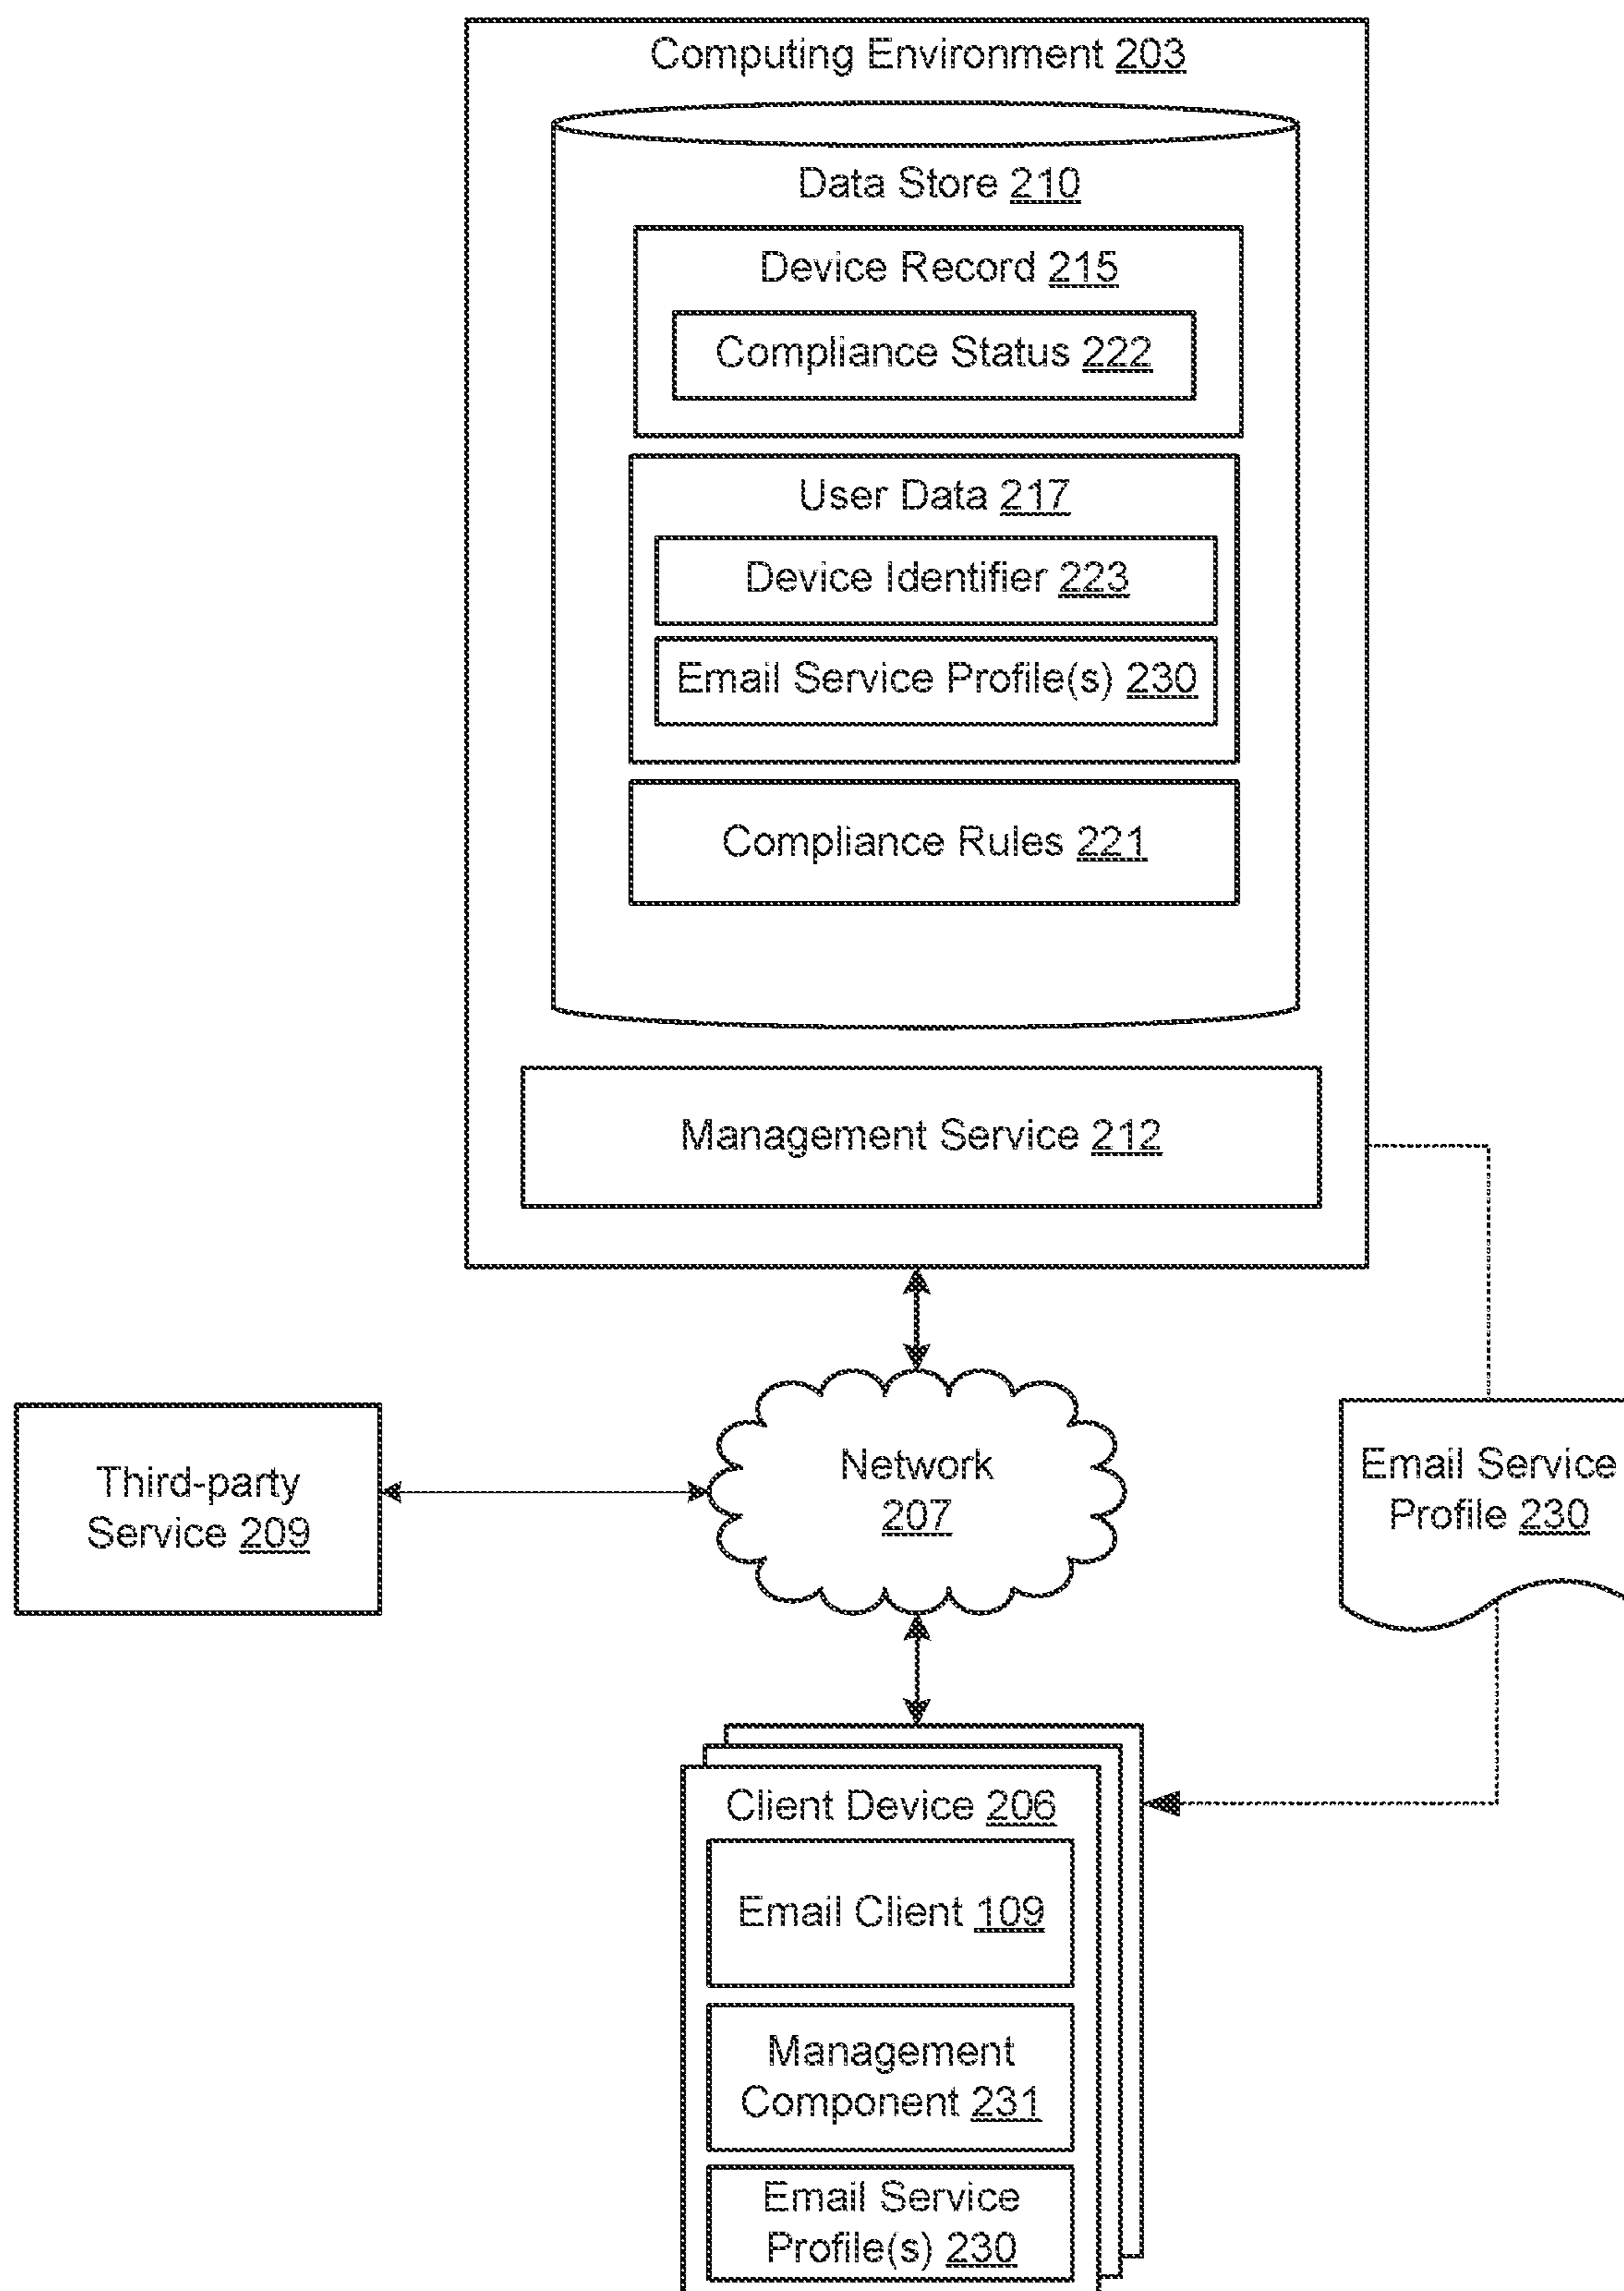 Computing Environment 203
Data Store 210
Device Record 215
Compliance Status 222
User Data 217
Device Identifier 223
Email Service Profile(s) 230
Compliance Rules 221
Management Service 212
Third-party
Service 209
Network
207
Email Service
Profile 230
Client Device 206
Email Client 109
Management
Component 231
Email Service
Profile(s) 230